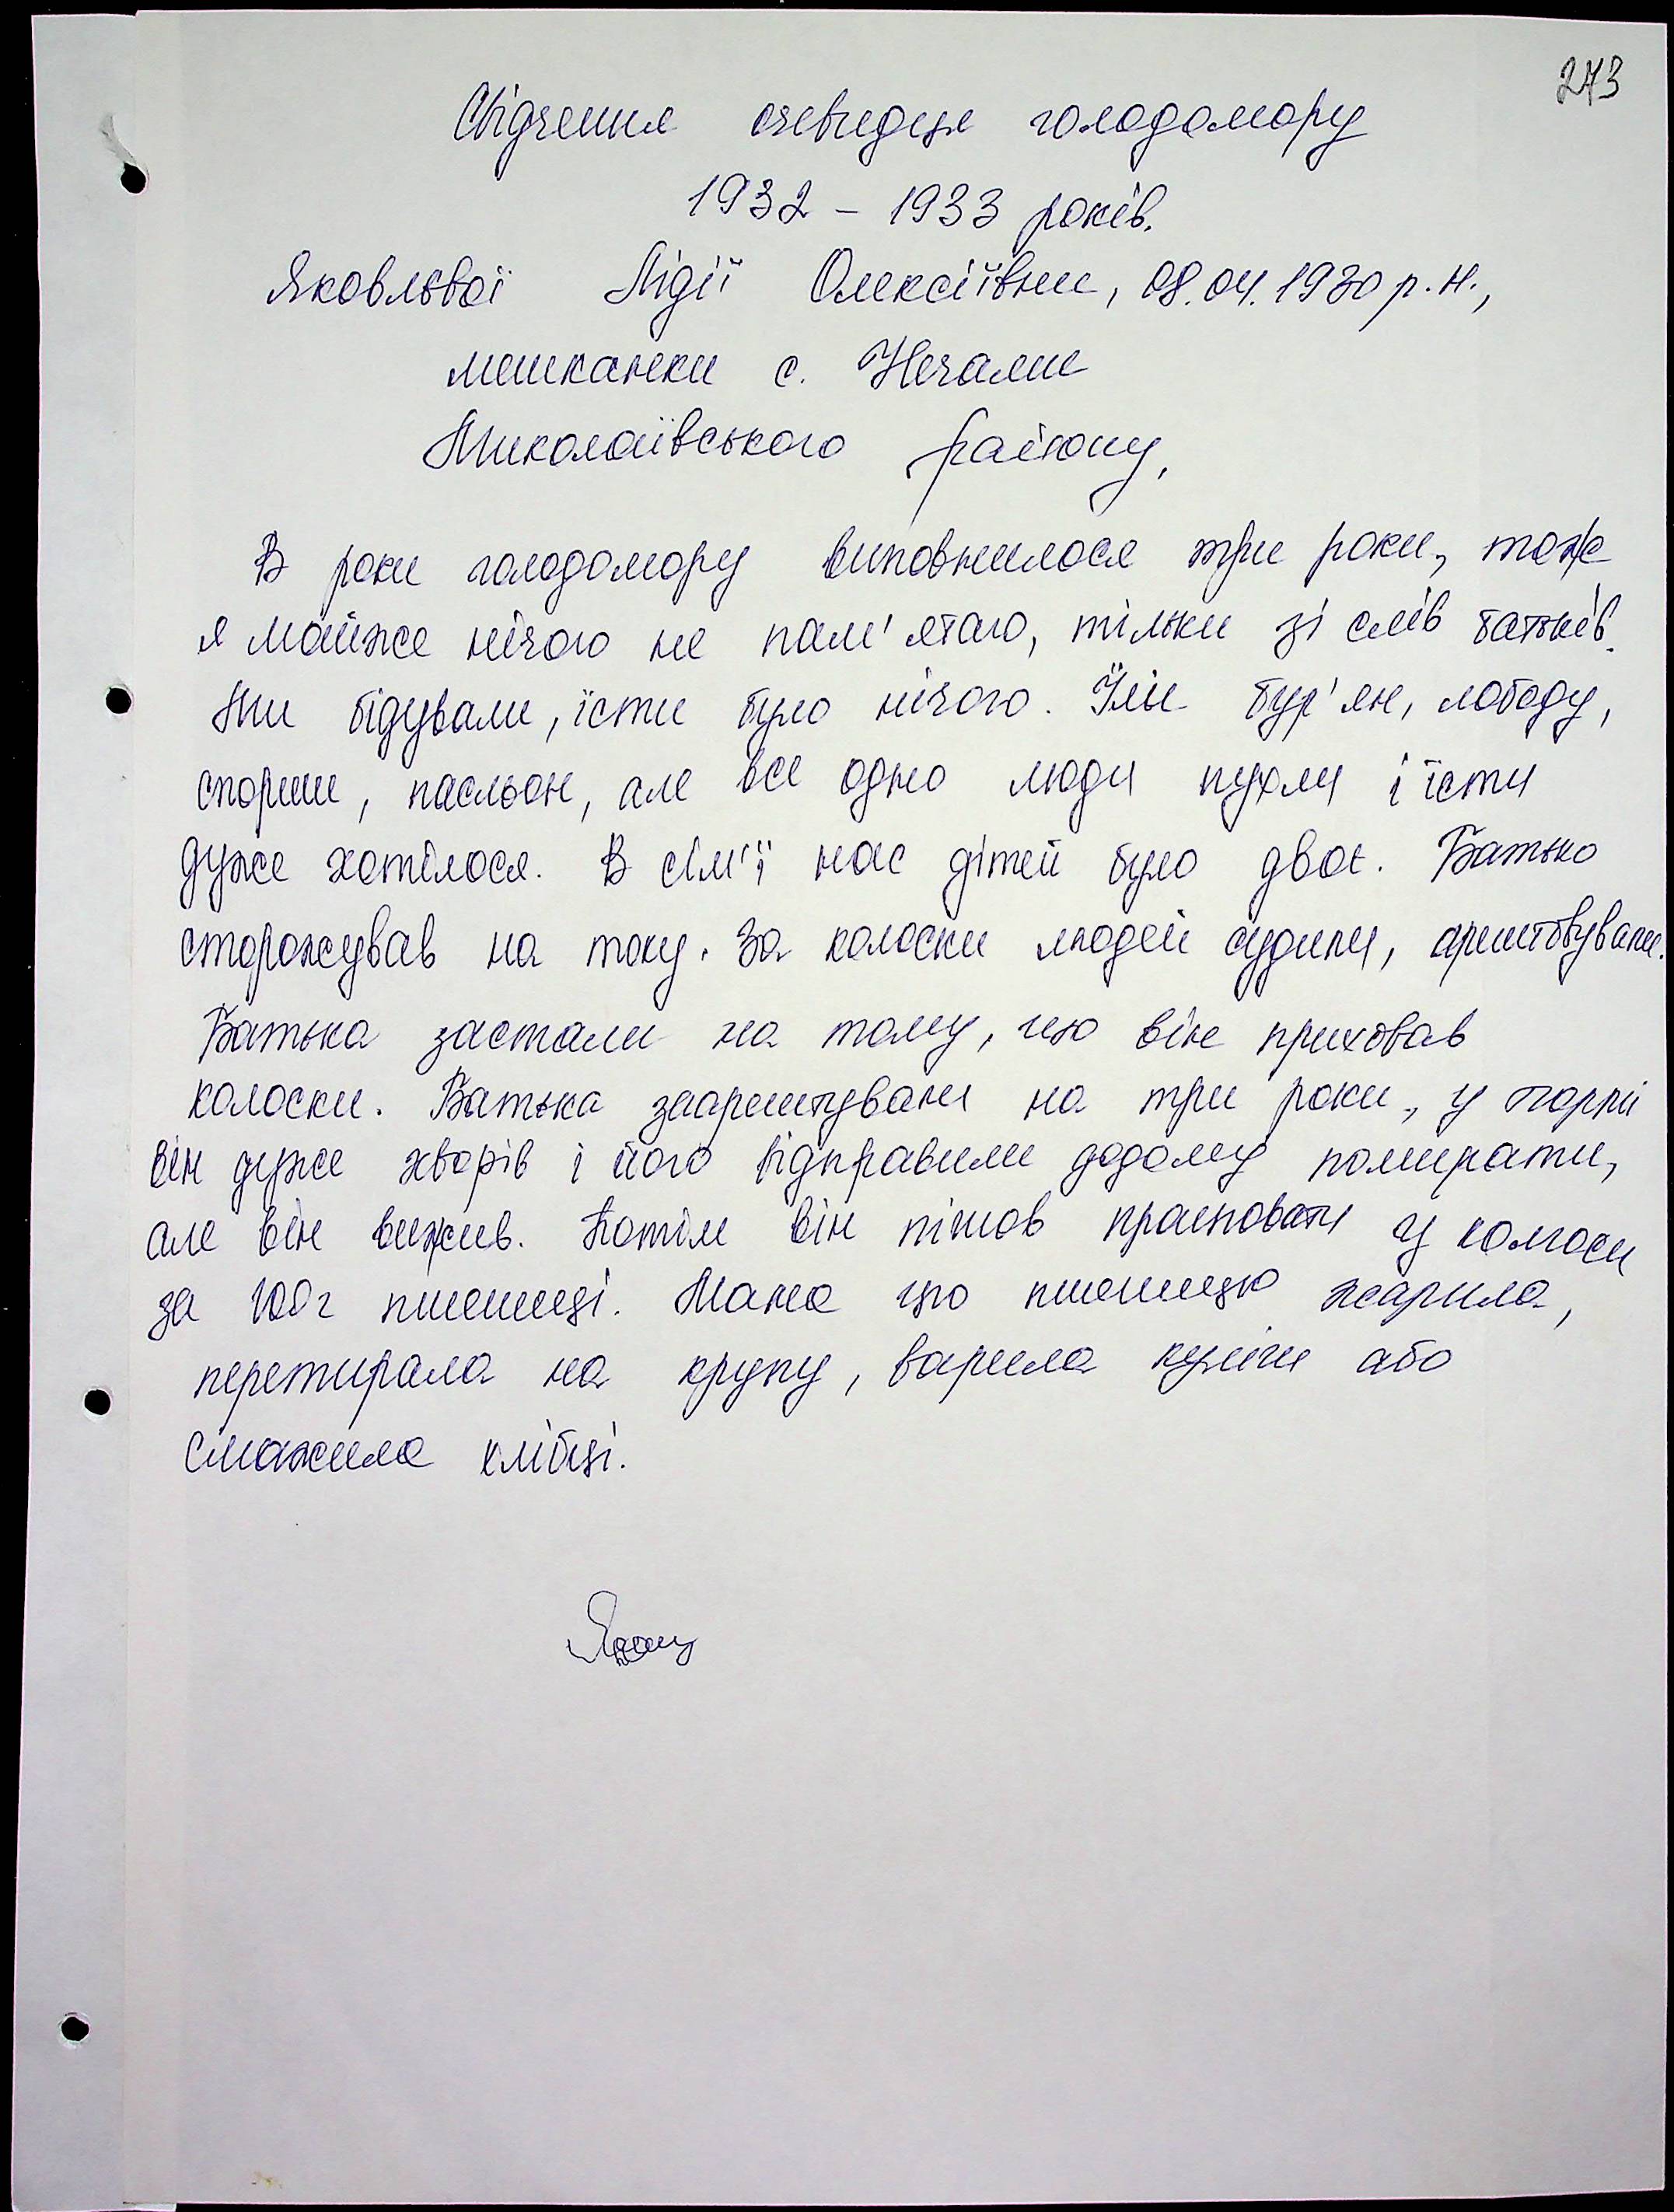 273
Свідчення очевидця голодомору
1932 - 1933 років.
Яковлєвої Лідії Олексіївни, 08.04.1930 р.н.,
мешканки с. Нечаяне
Миколаївського району,
В роки голодомору виповнилося три роки, тож
я майже нічого не пам'ятаю, тільки зі слів батьків.
Ми бідували, їсти було нічого. Їли бур'ян, лободу,
спориш, пасльон, але все одно люди пухли і їсти
дуже хотілося. В сім'ї нас дітей було двоє. Батько
сторожував на току. За колоски людей судили, арештовували.
Батька застали на тому, що він приховав
колоски. Батька заарештували на три роки, у тюрмі
він дуже хворів і його відправили додому помирати,
але він вижив. Потім він пішов працювати у колгосп
за 100г пшениці. Мама цю пшеницю жарила,
перетирала на крупу, варила куліш або
смажила хлібці.